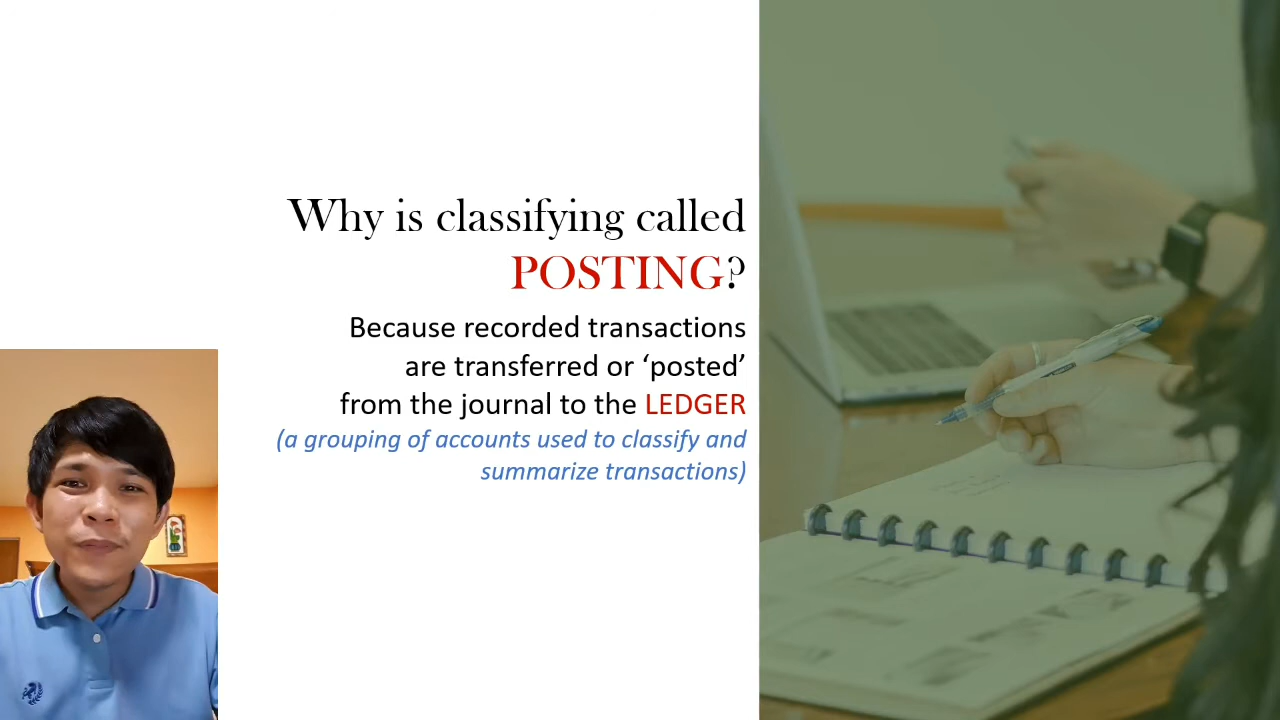 Why is classifying called
POSTING?
Because recorded transactions
are transferred or ‘posted’
from the journal to the LEDGER
(a grouping of accounts used to classify and
summarize transactions)